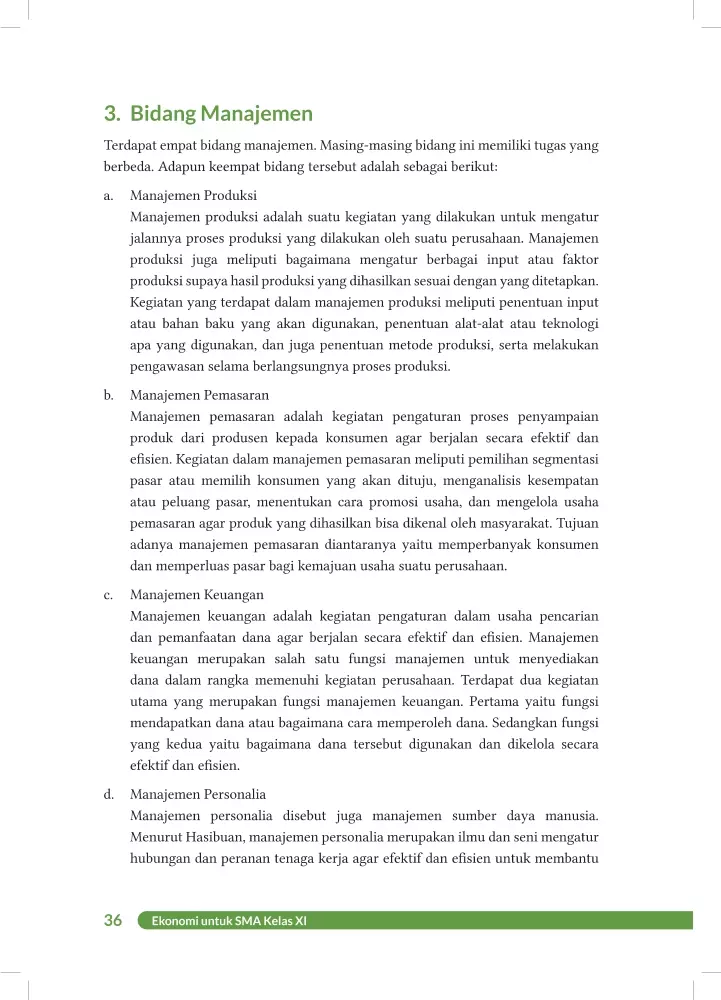 3. Bidang Manajemen
Terdapat empat bidang manajemen. Masing-masing bidang ini memiliki tugas yang
berbeda. Adapun keempat bidang tersebut adalah sebagai berikut:
a. Manajemen Produksi
Manajemen produksi adalah suatu kegiatan yang dilakukan untuk mengatur
jalannya proses produksi yang dilakukan oleh suatu perusahaan. Manajemen
produksi juga meliputi bagaimana mengatur berbagai input atau faktor
produksi supaya hasil produksi yang dihasilkan sesuai dengan yang ditetapkan.
Kegiatan yang terdapat dalam manajemen produksi meliputi penentuan input
atau bahan baku yang akan digunakan, penentuan alat-alat atau teknologi
apa yang digunakan, dan juga penentuan metode produksi, serta melakukan
pengawasan selama berlangsungnya proses produksi.
b. Manajemen Pemasaran
Manajemen pemasaran adalah kegiatan pengaturan proses penyampaian
produk dari produsen kepada konsumen agar berjalan secara efektif dan
efisien. Kegiatan dalam manajemen pemasaran meliputi pemilihan segmentasi
pasar atau memilih konsumen yang akan dituju, menganalisis kesempatan
atau peluang pasar, menentukan cara promosi usaha, dan mengelola usaha
pemasaran agar produk yang dihasilkan bisa dikenal oleh masyarakat. Tujuan
adanya manajemen pemasaran diantaranya yaitu memperbanyak konsumen
dan memperluas pasar bagi kemajuan usaha suatu perusahaan.
c. Manajemen Keuangan
Manajemen keuangan adalah kegiatan pengaturan dalam usaha pencarian
dan pemanfaatan dana agar berjalan secara efektif dan efisien. Manajemen
keuangan merupakan salah satu fungsi manajemen untuk menyediakan
dana dalam rangka memenuhi kegiatan perusahaan. Terdapat dua kegiatan
utama yang merupakan fungsi manajemen keuangan. Pertama yaitu fungsi
mendapatkan dana atau bagaimana cara memperoleh dana. Sedangkan fungsi
yang kedua yaitu bagaimana dana tersebut digunakan dan dikelola secara
efektif dan efisien.
d. Manajemen Personalia
Manajemen personalia disebut juga manajemen sumber daya manusia.
Menurut Hasibuan, manajemen personalia merupakan ilmu dan seni mengatur
hubungan dan peranan tenaga kerja agar efektif dan efisien untuk membantu
36 Ekonomi untuk SMA Kelas XI